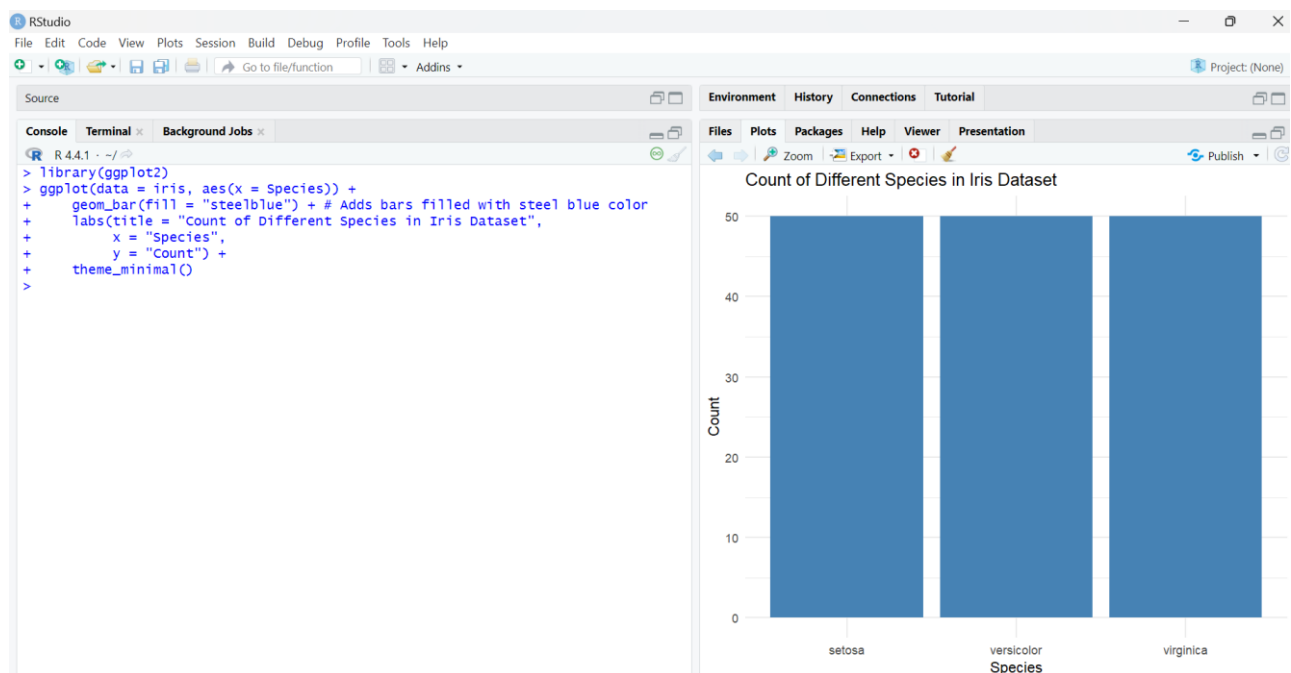 RStudio
File Edit Code View Plots Session Build Debug Profile Tools Help
Go to file/function
Addins
Project: (None)
Source
Console Terminal Background Jobs
R 4.4.1 · ~/
> library(ggplot2)
> ggplot(data = iris, aes(x = Species)) +
+     geom_bar(fill = "steelblue") + # Adds bars filled with steel blue color
+     labs(title = "Count of Different Species in Iris Dataset",
+          x = "Species",
+          y = "Count") +
+     theme_minimal()
>
Environment History Connections Tutorial
Files Plots Packages Help Viewer Presentation
Zoom Export Publish
Count of Different Species in Iris Dataset
50
40
30
20
10
0
Count
setosa versicolor virginica
Species